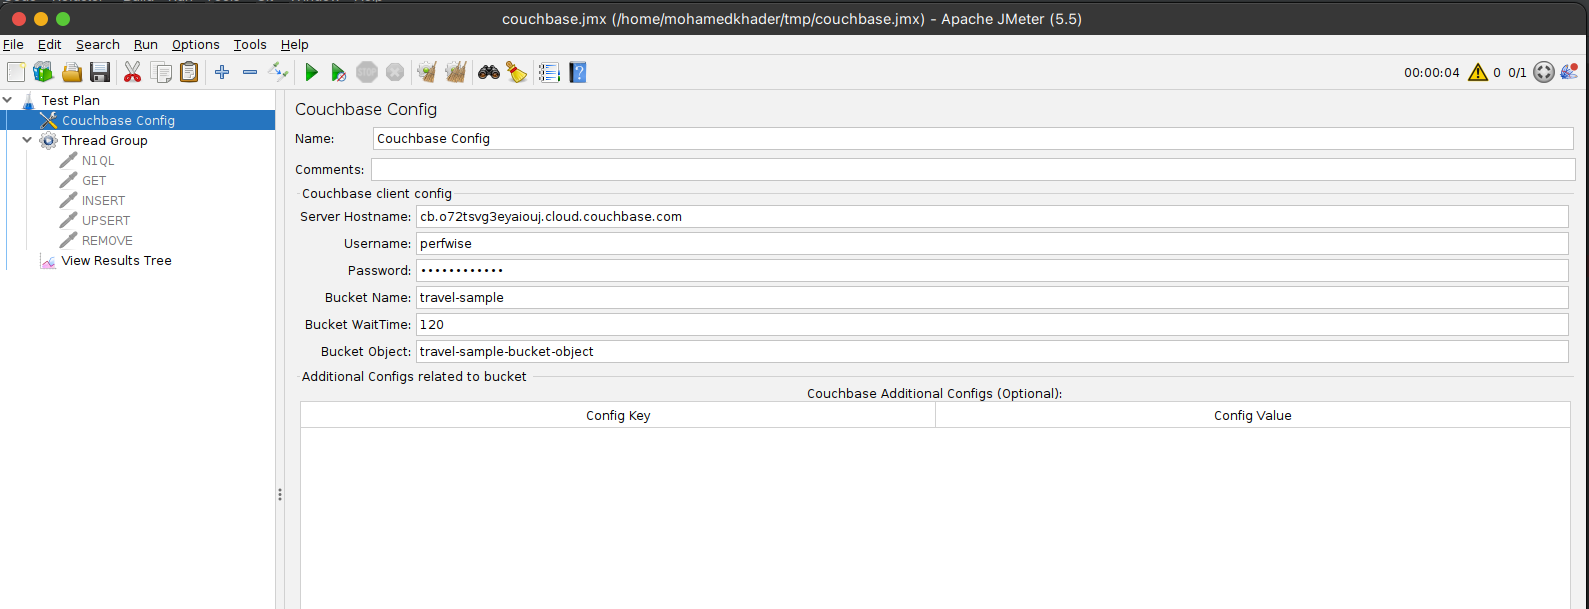 couchbase.jmx (/home/mohamedkhader/tmp/couchbase.jmx) - Apache JMeter (5.5)
File Edit Search Run Options Tools Help
STOP 00:00:04 0 0/1
Test Plan
Couchbase Config
Thread Group
N1QL
GET
INSERT
UPSERT
REMOVE
View Results Tree
Couchbase Config
Name: Couchbase Config
Comments:
Couchbase client config
Server Hostname: cb.o72tsvg3eyaiouj.cloud.couchbase.com
Username: perfwise
Password: ••••••••••••
Bucket Name: travel-sample
Bucket WaitTime: 120
Bucket Object: travel-sample-bucket-object
Additional Configs related to bucket
Couchbase Additional Configs (Optional):
Config Key Config Value